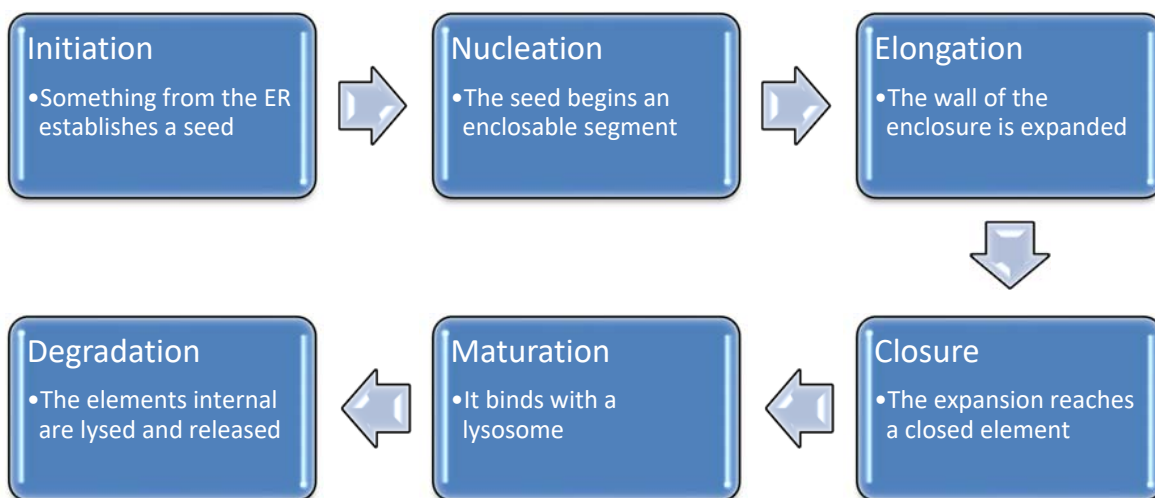 Initiation
•Something from the ER
establishes a seed
Nucleation
•The seed begins an
enclosable segment
Elongation
•The wall of the
enclosure is expanded
Closure
•The expansion reaches
a closed element
Maturation
•It binds with a
lysosome
Degradation
•The elements internal
are lysed and released